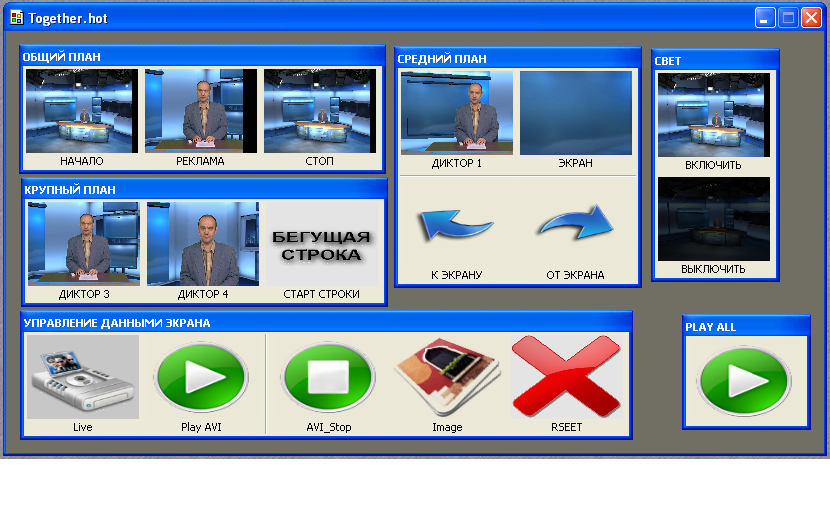 Together.hot
ОБЩИЙ ПЛАН
НАЧАЛО
РЕКЛАМА
СТОП
СРЕДНИЙ ПЛАН
ДИКТОР 1
ЭКРАН
К ЭКРАНУ
ОТ ЭКРАНА
СВЕТ
ВКЛЮЧИТЬ
ВЫКЛЮЧИТЬ
КРУПНЫЙ ПЛАН
ДИКТОР 3
ДИКТОР 4
БЕГУЩАЯ
СТРОКА
СТАРТ СТРОКИ
УПРАВЛЕНИЕ ДАННЫМИ ЭКРАНА
Live
Play AVI
AVI_Stop
Image
RSEET
PLAY ALL